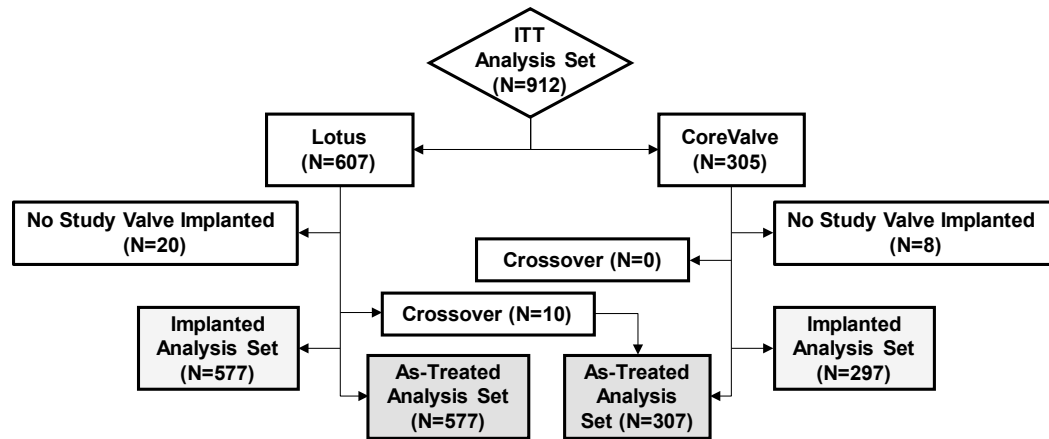 ITT
Analysis Set
(N=912)
Lotus
(N=607)
CoreValve
(N=305)
No Study Valve Implanted
(N=20)
No Study Valve Implanted
(N=8)
Crossover (N=0)
Crossover (N=10)
Implanted
Analysis Set
(N=577)
Implanted
Analysis Set
(N=297)
As-Treated
Analysis Set
(N=577)
As-Treated
Analysis
Set (N=307)